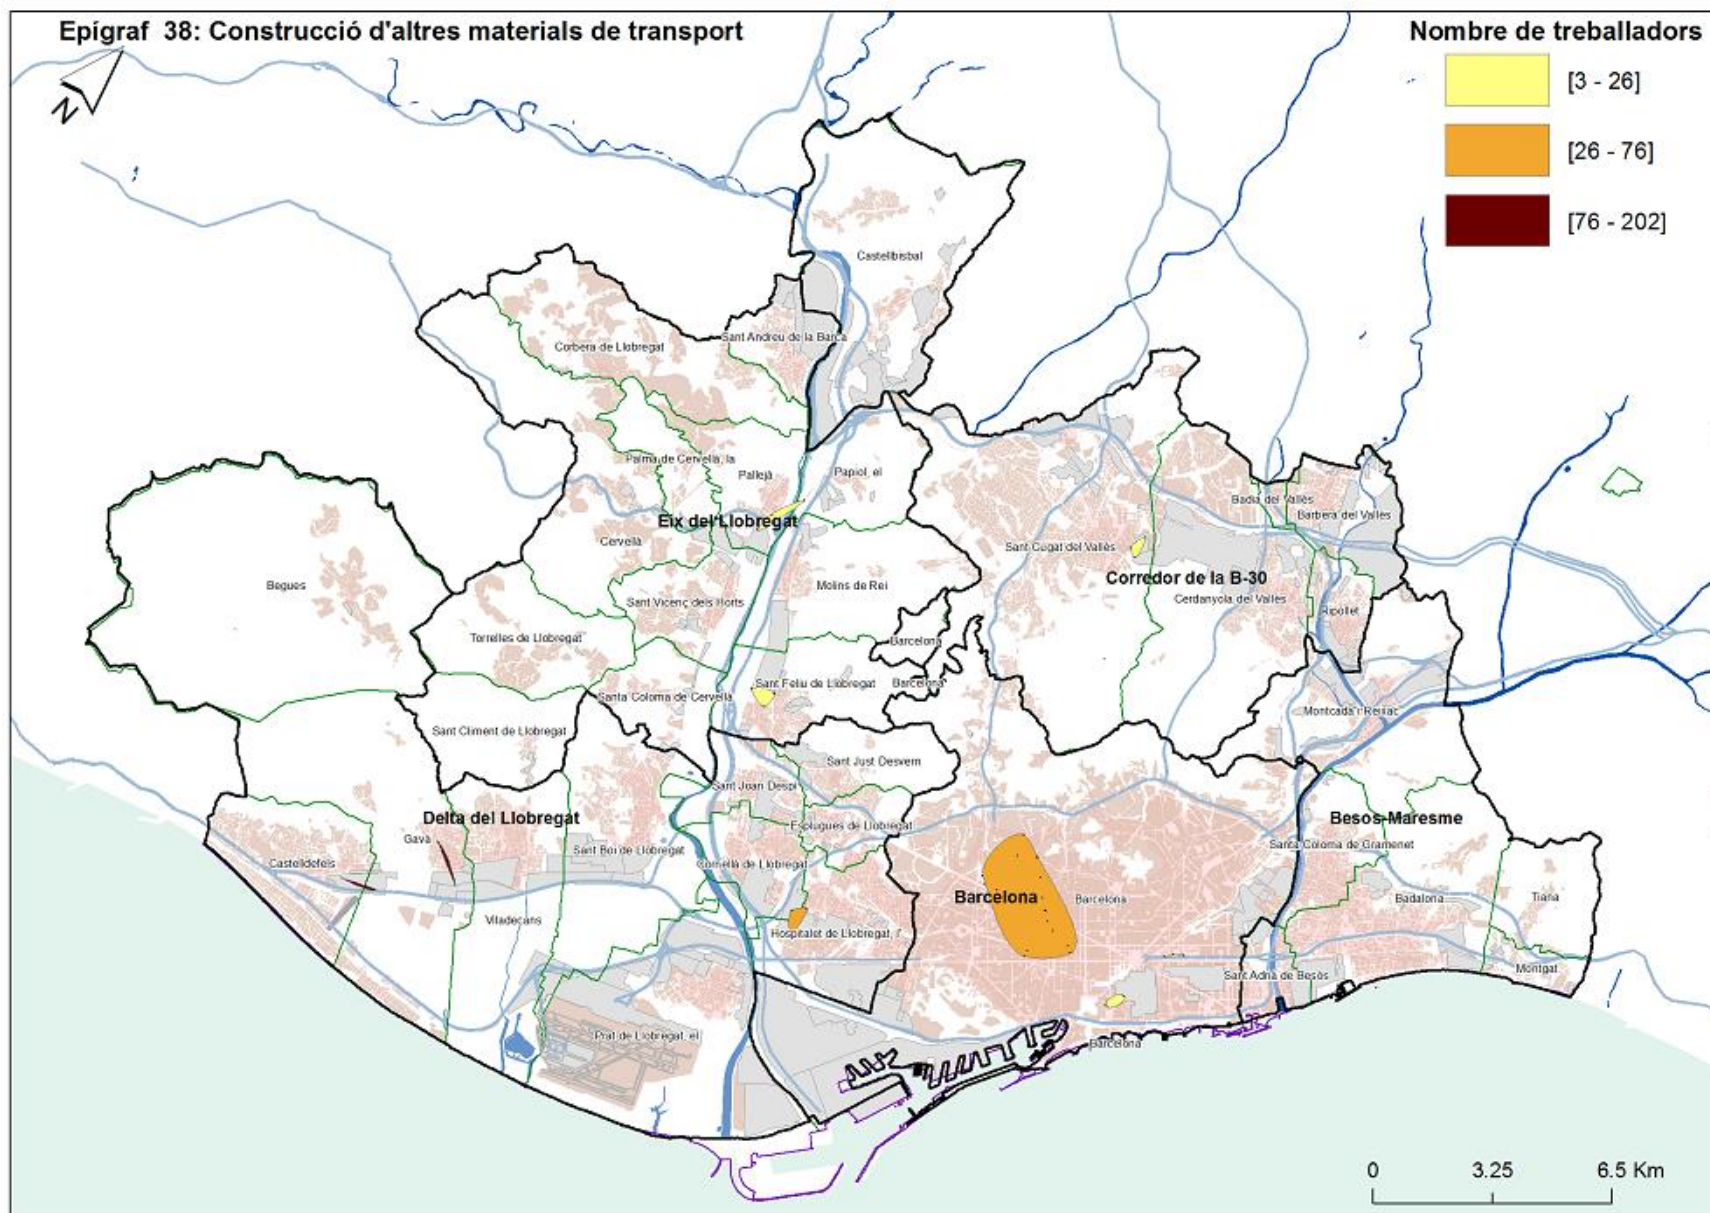 Epígraf 38: Construcció d'altres materials de transport
Nombre de treballadors
N
[3 - 26]
[26 - 76]
[76 - 202]
Castellbisbal
Sant Andreu de la Barca
Corbera de Llobregat
Palma de Cervelló, la
Pallejà
Papiol, el
Badia del Vallès
Barberà del Vallès
Eix del Llobregat
Cervelló
Sant Cugat del Vallès
Corredor de la B-30
Begues
Molins de Rei
Cerdanyola del Vallès
Sant Vicenç dels Horts
Ripollet
Torrelles de Llobregat
Barcelona
Sant Feliu de Llobregat
Barcelona
Santa Coloma de Cervelló
Montcada i Reixac
Sant Climent de Llobregat
Sant Just Desvern
Sant Joan Despí
Delta del Llobregat
Besòs-Maresme
Esplugues de Llobregat
Gavà
Sant Boi de Llobregat
Santa Coloma de Gramenet
Castelldefels
Cornellà de Llobregat
Barcelona
Barcelona
Badalona
Tiana
Viladecans
Hospitalet de Llobregat, l'
Montgat
Sant Adrià de Besòs
Prat de Llobregat, el
Barcelona
0 3.25 6.5 Km